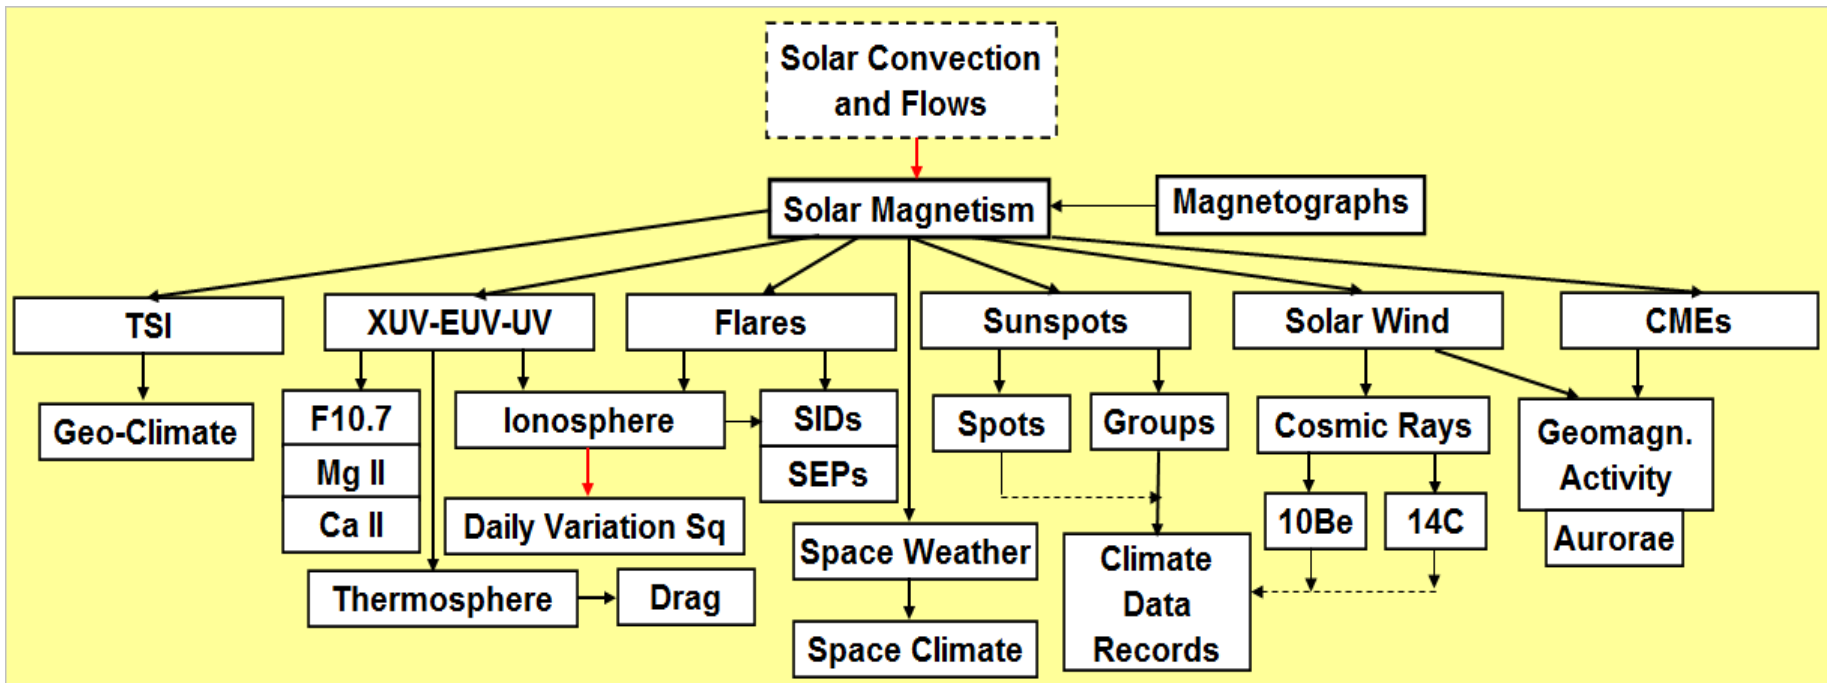 Solar Convection
and Flows
Solar Magnetism
Magnetographs
TSI
XUV-EUV-UV
Flares
Sunspots
Solar Wind
CMEs
Geo-Climate
F10.7
Mg II
Ca II
Ionosphere
SIDs
SEPs
Spots
Groups
Cosmic Rays
Geomagn.
Activity
Daily Variation Sq
10Be
14C
Aurorae
Space Weather
Climate
Data
Records
Thermosphere
Drag
Space Climate